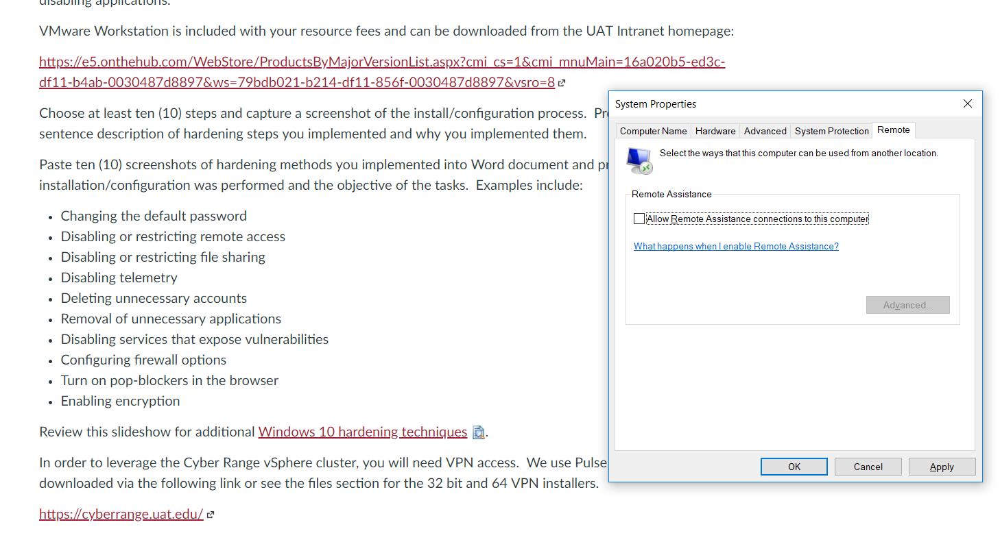 disabling applications.
VMware Workstation is included with your resource fees and can be downloaded from the UAT Intranet homepage:
https://e5.onthehub.com/WebStore/ProductsByMajorVersionList.aspx?cmi_cs=1&cmi_mnuMain=16a020b5-ed3c-
df11-b4ab-0030487d8897&ws=79bdb021-b214-df11-856f-0030487d8897&vsro=8
Choose at least ten (10) steps and capture a screenshot of the install/configuration process.
sentence description of hardening steps you implemented and why you implemented them.
Paste ten (10) screenshots of hardening methods you implemented into Word document and
installation/configuration was performed and the objective of the tasks. Examples include:
Changing the default password
Disabling or restricting remote access
Disabling or restricting file sharing
Disabling telemetry
Deleting unnecessary accounts
Removal of unnecessary applications
Disabling services that expose vulnerabilities
Configuring firewall options
Turn on pop-blockers in the browser
Enabling encryption
Review this slideshow for additional Windows 10 hardening techniques.
In order to leverage the Cyber Range vSphere cluster, you will need VPN access. We use Pulse
downloaded via the following link or see the files section for the 32 bit and 64 VPN installers.
https://cyberrange.uat.edu/
System Properties
Computer Name Hardware Advanced System Protection Remote
Select the ways that this computer can be used from another location.
Remote Assistance
Allow Remote Assistance connections to this computer
What happens when I enable Remote Assistance?
Advanced...
OK Cancel Apply